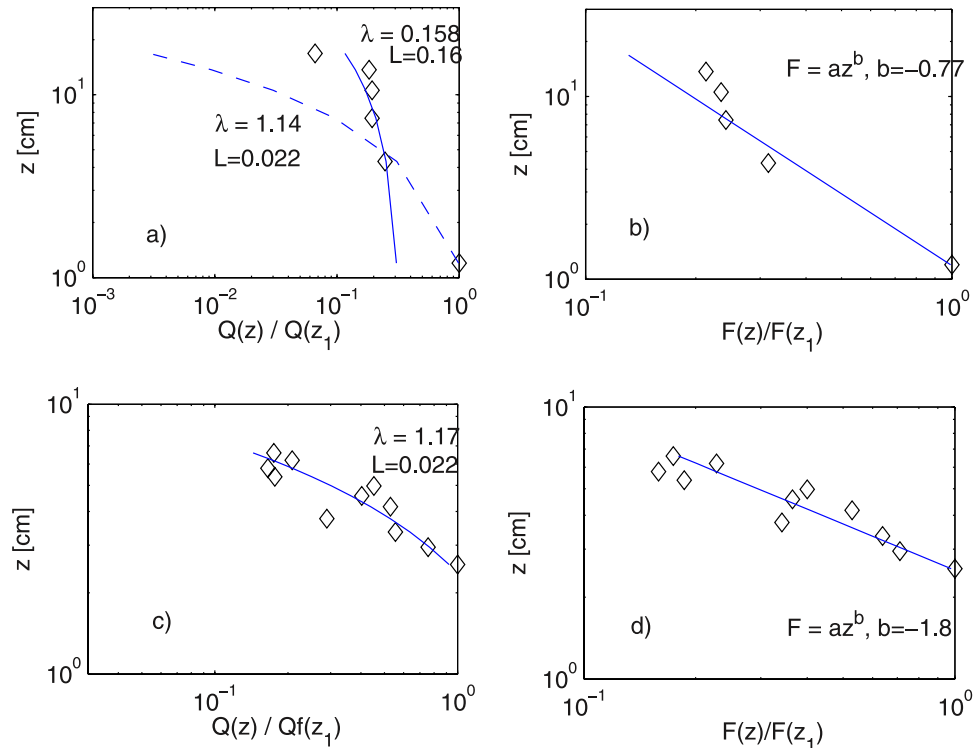 λ = 0.158
L=0.16
λ = 1.14
L=0.022
a)
z [cm]
10¹
10⁰
10⁻³
10⁻²
10⁻¹
10⁰
Q(z) / Q(z₁)
F = azᵇ, b=−0.77
b)
z [cm]
10¹
10⁰
10⁻¹
10⁰
F(z)/F(z₁)
λ = 1.17
L=0.022
c)
z [cm]
10¹
10⁰
10⁻¹
10⁰
Q(z) / Qf(z₁)
d)
F = azᵇ, b=−1.8
z [cm]
10¹
10⁰
10⁻¹
10⁰
F(z)/F(z₁)